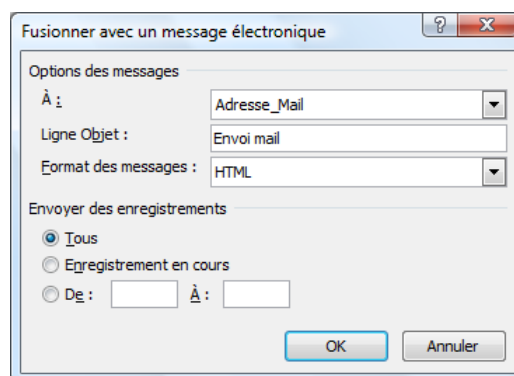 Fusionner avec un message électronique
Options des messages
À :
Adresse_Mail
Ligne Objet :
Envoi mail
Format des messages :
HTML
Envoyer des enregistrements
Tous
Enregistrement en cours
De : À :
OK Annuler